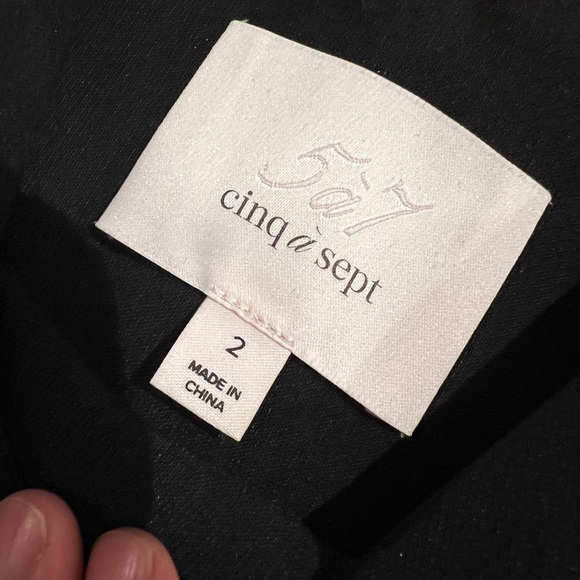 5à7
cinq à sept
2
MADE IN
CHINA